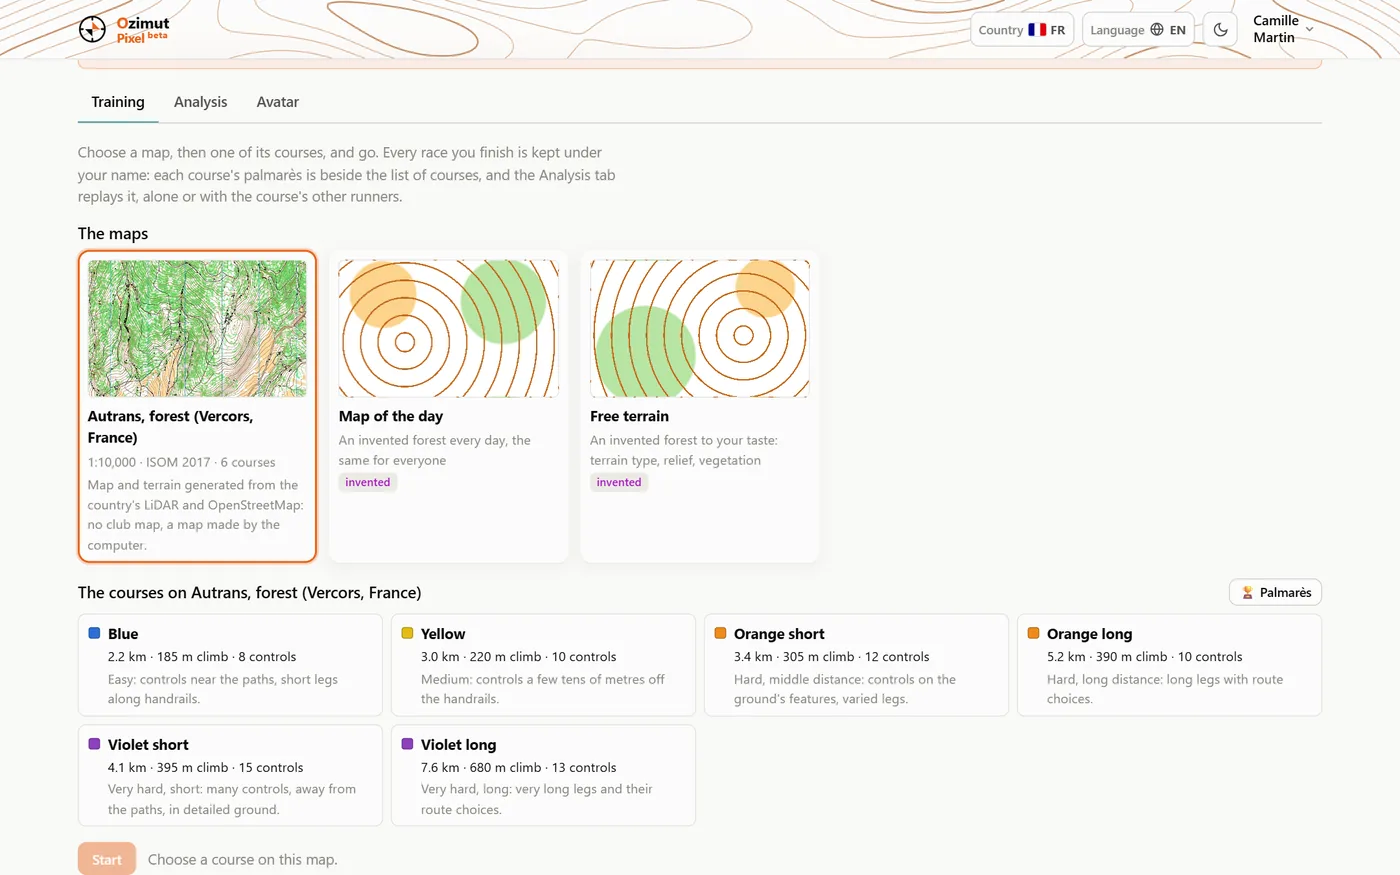 Ozimut
Pixel beta
Country FR
Language EN
Camille
Martin
Training
Analysis
Avatar
Choose a map, then one of its courses, and go. Every race you finish is kept under
your name: each course's palmarès is beside the list of courses, and the Analysis tab
replays it, alone or with the course's other runners.
The maps
Autrans, forest (Vercors,
France)
1:10,000 · ISOM 2017 · 6 courses
Map and terrain generated from the
country's LiDAR and OpenStreetMap:
no club map, a map made by the
computer.
Map of the day
An invented forest every day, the
same for everyone
invented
Free terrain
An invented forest to your taste:
terrain type, relief, vegetation
invented
The courses on Autrans, forest (Vercors, France)
Palmarès
Blue
2.2 km · 185 m climb · 8 controls
Easy: controls near the paths, short legs
along handrails.
Yellow
3.0 km · 220 m climb · 10 controls
Medium: controls a few tens of metres off
the handrails.
Orange short
3.4 km · 305 m climb · 12 controls
Hard, middle distance: controls on the
ground's features, varied legs.
Orange long
5.2 km · 390 m climb · 10 controls
Hard, long distance: long legs with route
choices.
Violet short
4.1 km · 395 m climb · 15 controls
Very hard, short: many controls, away from
the paths, in detailed ground.
Violet long
7.6 km · 680 m climb · 13 controls
Very hard, long: very long legs and their
route choices.
Start
Choose a course on this map.